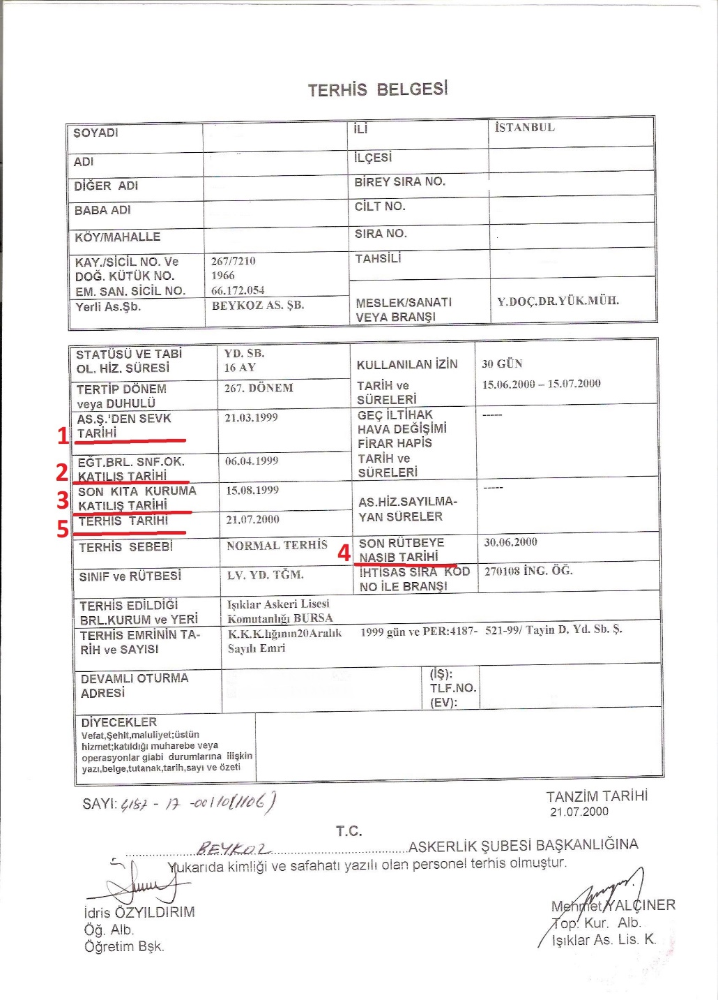 TERHİS BELGESİ
SOYADI
İLİ
İSTANBUL
ADI
İLÇESİ
DİĞER ADI
BİREY SIRA NO.
BABA ADI
CİLT NO.
KÖY/MAHALLE
SIRA NO.
KAY./SİCİL NO. Ve
DOĞ. KÜTÜK NO.
EM. SAN. SİCİL NO.
267/7210
1966
66.172.054
TAHSİLİ
Yerli As.Şb.
BEYKOZ AS. ŞB.
MESLEK/SANATI
VEYA BRANŞI
Y.DOÇ.DR.YÜK.MÜH.
STATÜSÜ VE TABİ
OL. HİZ. SÜRESİ
YD. SB.
16 AY
KULLANILAN İZİN
TARİH ve
SÜRELERİ
30 GÜN
15.06.2000 – 15.07.2000
TERTİP DÖNEM
veya DUHULÜ
267. DÖNEM
1
AS.Ş.'DEN SEVK
TARİHİ
21.03.1999
GEÇ İLTİHAK
HAVA DEĞİŞİMİ
FİRAR HAPİS
TARİH ve
SÜRELERİ
-----
2
EĞT.BRL. SNF.OK.
KATILIŞ TARİHİ
06.04.1999
3
SON KITA KURUMA
KATILIŞ TARİHİ
15.08.1999
AS.HİZ.SAYILMA-
YAN SÜRELER
-----
5
TERHİS TARİHİ
21.07.2000
TERHİS SEBEBİ
NORMAL TERHİS
4
SON RÜTBEYE
NASIB TARİHİ
30.06.2000
SINIF ve RÜTBESİ
LV. YD. TĞM.
İHTİSAS SIRA KOD
NO İLE BRANŞI
270108 İNG. ÖĞ.
TERHİS EDİLDİĞİ
BRL.KURUM ve YERİ
Işıklar Askeri Lisesi
Komutanlığı BURSA
TERHİS EMRİNİN TA-
RİH ve SAYISI
K.K.K.lığının20Aralık 1999 gün ve PER:4187- 521-99/ Tayin D. Yd. Sb. Ş.
Sayılı Emri
DEVAMLI OTURMA
ADRESİ
(İŞ):
TLF.NO.
(EV):
DİYECEKLER
Vefat,Şehit,maluliyet;üstün
hizmet;katıldığı muharebe veya
operasyonlar giabi durumlarına ilişkin
yazı,belge,tutanak,tarih,sayı ve özeti
SAYI: 4187 - 17 -00/10(1106)
TANZİM TARİHİ
21.07.2000
T.C.
BEYKOZ ASKERLİK ŞUBESİ BAŞKANLIĞINA
Yukarıda kimliği ve safahatı yazılı olan personel terhis olmuştur.
İdris ÖZYILDIRIM
Öğ. Alb.
Öğretim Bşk.
Mehmet YALÇINER
Top. Kur. Alb.
Işıklar As. Lis. K.